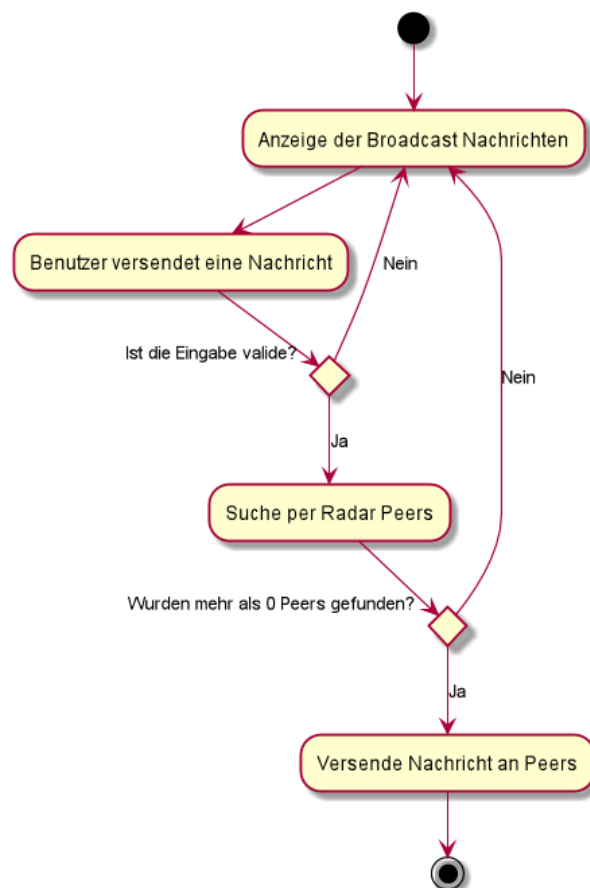 Anzeige der Broadcast Nachrichten
Benutzer versendet eine Nachricht
Nein
Ist die Eingabe valide?
Nein
Ja
Suche per Radar Peers
Wurden mehr als 0 Peers gefunden?
Ja
Versende Nachricht an Peers